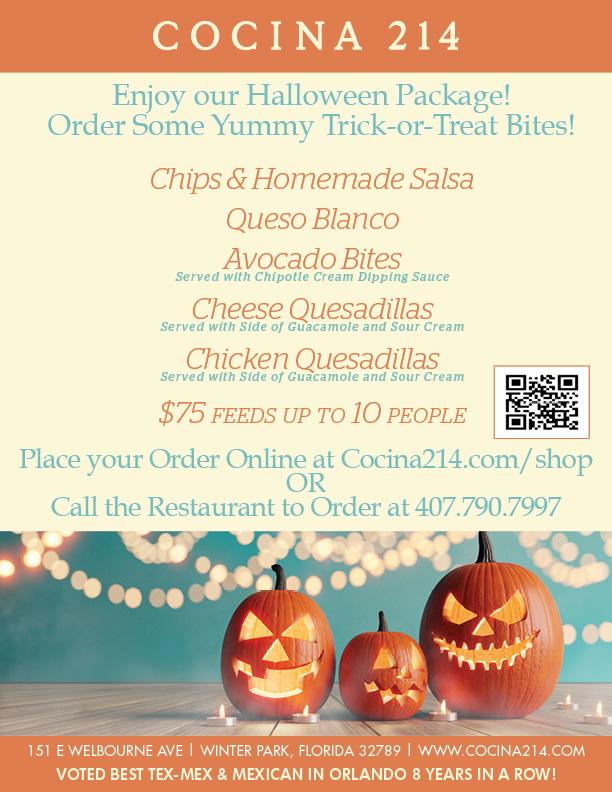 COCINA 214
Enjoy our Halloween Package!
Order Some Yummy Trick-or-Treat Bites!
Chips & Homemade Salsa
Queso Blanco
Avocado Bites
Served with Chipotle Cream Dipping Sauce
Cheese Quesadillas
Served with Side of Guacamole and Sour Cream
Chicken Quesadillas
Served with Side of Guacamole and Sour Cream
$75 FEEDS UP TO 10 PEOPLE
Place your Order Online at Cocina214.com/shop
OR
Call the Restaurant to Order at 407.790.7997
151 E WELBOURNE AVE | WINTER PARK, FLORIDA 32789 | WWW.COCINA214.COM
VOTED BEST TEX-MEX & MEXICAN IN ORLANDO 8 YEARS IN A ROW!